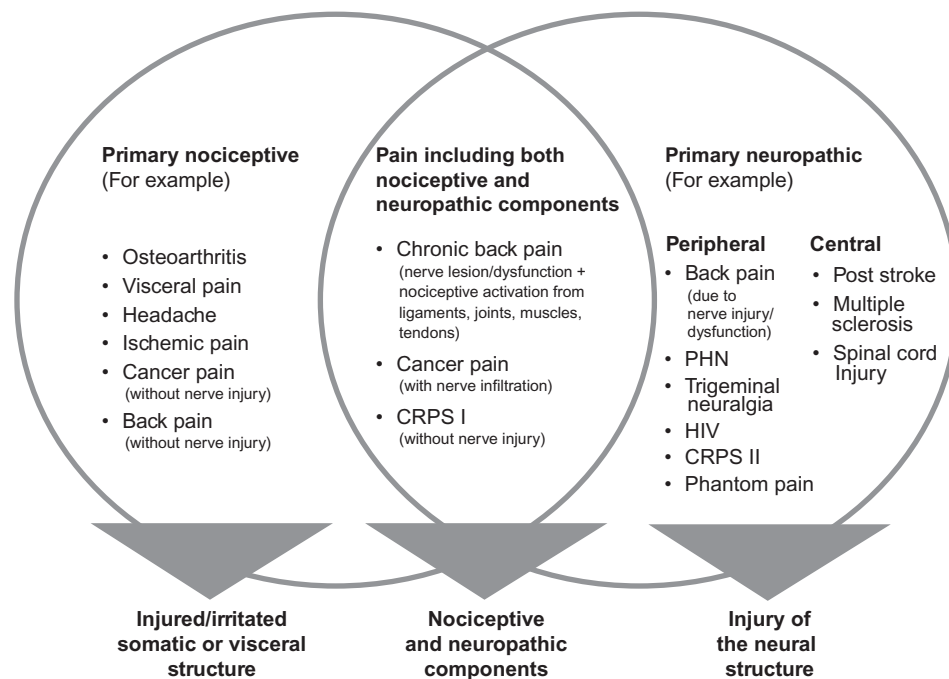 Primary nociceptive
(For example)
• Osteoarthritis
• Visceral pain
• Headache
• Ischemic pain
• Cancer pain
(without nerve injury)
• Back pain
(without nerve injury)
Pain including both
nociceptive and
neuropathic components
• Chronic back pain
(nerve lesion/dysfunction +
nociceptive activation from
ligaments, joints, muscles,
tendons)
• Cancer pain
(with nerve infiltration)
• CRPS I
(without nerve injury)
Primary neuropathic
(For example)
Peripheral
• Back pain
(due to
nerve injury/
dysfunction)
• PHN
• Trigeminal
neuralgia
• HIV
• CRPS II
• Phantom pain
Central
• Post stroke
• Multiple
sclerosis
• Spinal cord
Injury
Injured/irritated
somatic or visceral
structure
Nociceptive
and neuropathic
components
Injury of
the neural
structure